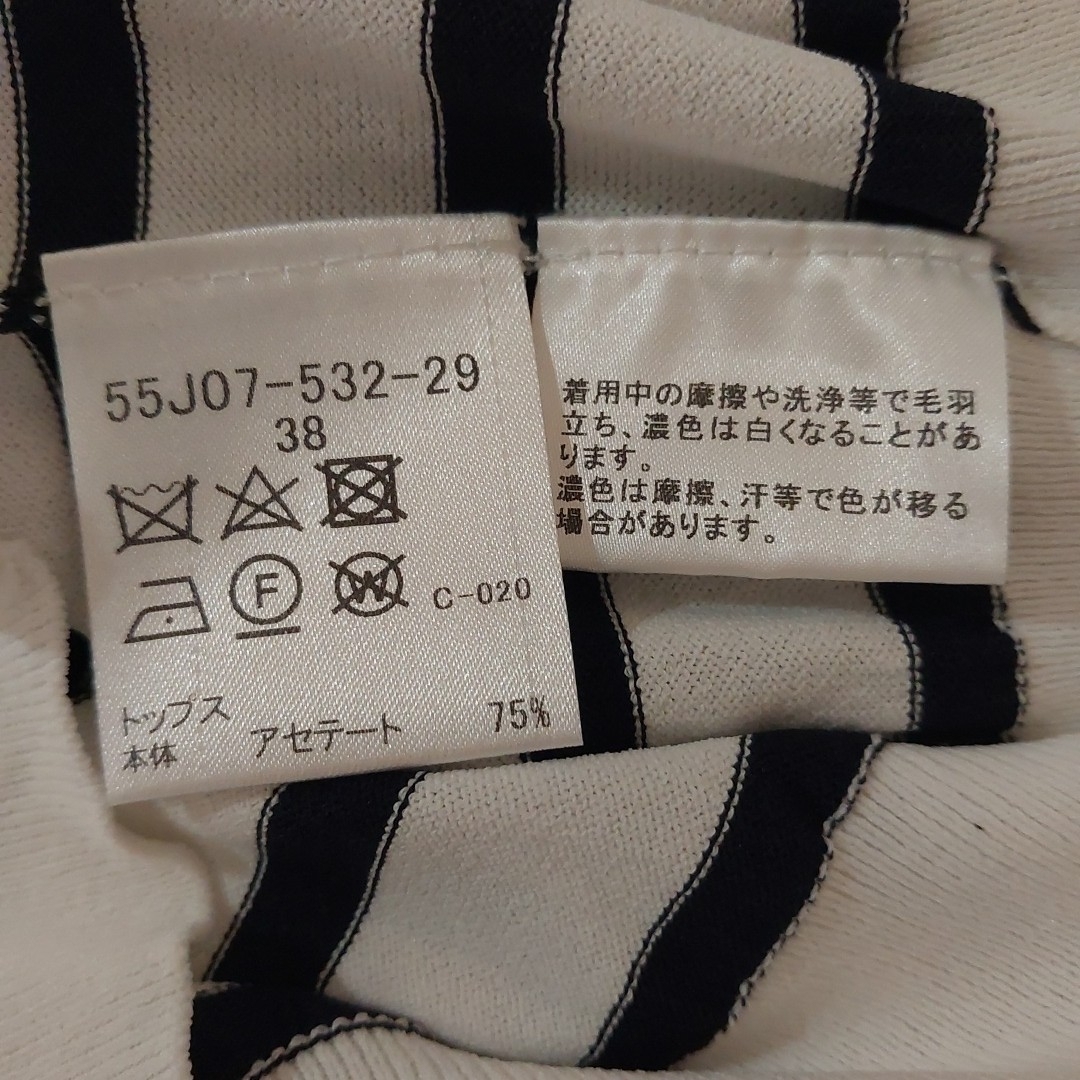 55J07-532-29
38
F
W
C-020
トップス
本体 アセテート 75%
着用中の摩擦や洗浄等で毛羽
立ち、濃色は白くなることがあ
ります。
濃色は摩擦、汗等で色が移る
場合があります。